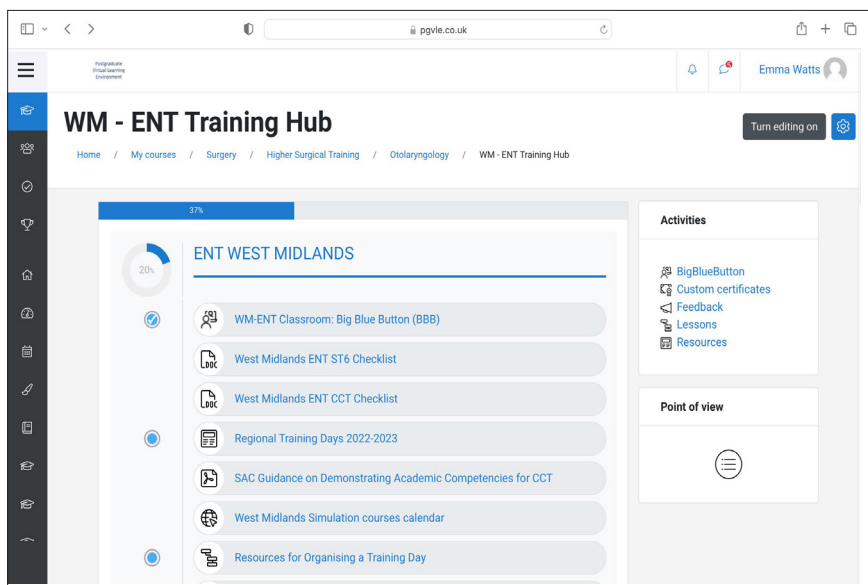 pgvle.co.uk
Postgraduate
Virtual Learning
Environment
Emma Watts
WM - ENT Training Hub
Turn editing on
Home / My courses / Surgery / Higher Surgical Training / Otolaryngology / WM - ENT Training Hub
37%
20%
ENT WEST MIDLANDS
WM-ENT Classroom: Big Blue Button (BBB)
DOC West Midlands ENT ST6 Checklist
DOC West Midlands ENT CCT Checklist
Regional Training Days 2022-2023
SAC Guidance on Demonstrating Academic Competencies for CCT
West Midlands Simulation courses calendar
Resources for Organising a Training Day
Activities
BigBlueButton
Custom certificates
Feedback
Lessons
Resources
Point of view